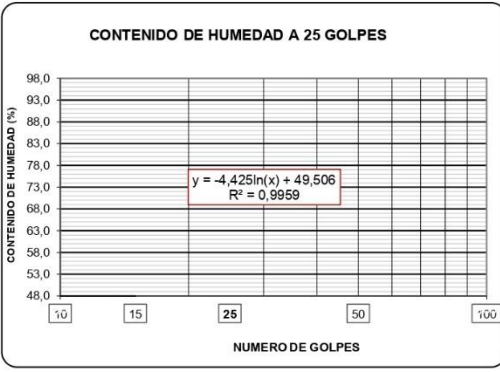 CONTENIDO DE HUMEDAD A 25 GOLPES
CONTENIDO DE HUMEDAD (%)
98,0
93,0
88,0
83,0
78,0
73,0
68,0
63,0
58,0
53,0
48,0
y = -4,425ln(x) + 49,506
R² = 0,9959
10 15 25 50 100
NUMERO DE GOLPES